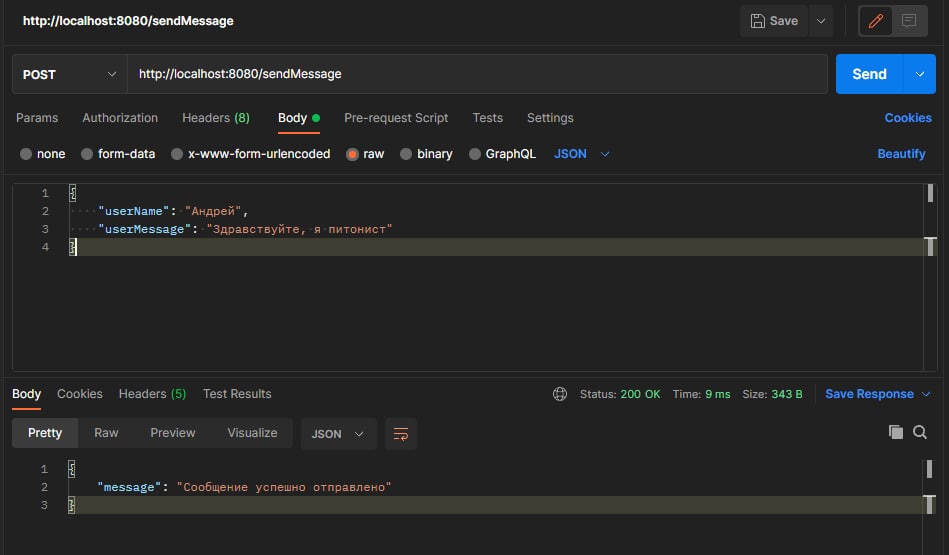 http://localhost:8080/sendMessage
Save
POST
http://localhost:8080/sendMessage
Send
Params Authorization Headers (8) Body Pre-request Script Tests Settings Cookies
none form-data x-www-form-urlencoded raw binary GraphQL JSON Beautify
1 {
2 "userName": "Андрей",
3 "userMessage": "Здравствуйте, я питонист"
4 }
Body Cookies Headers (5) Test Results Status: 200 OK Time: 9 ms Size: 343 B Save Response
Pretty Raw Preview Visualize JSON
1 {
2 "message": "Сообщение успешно отправлено"
3 }